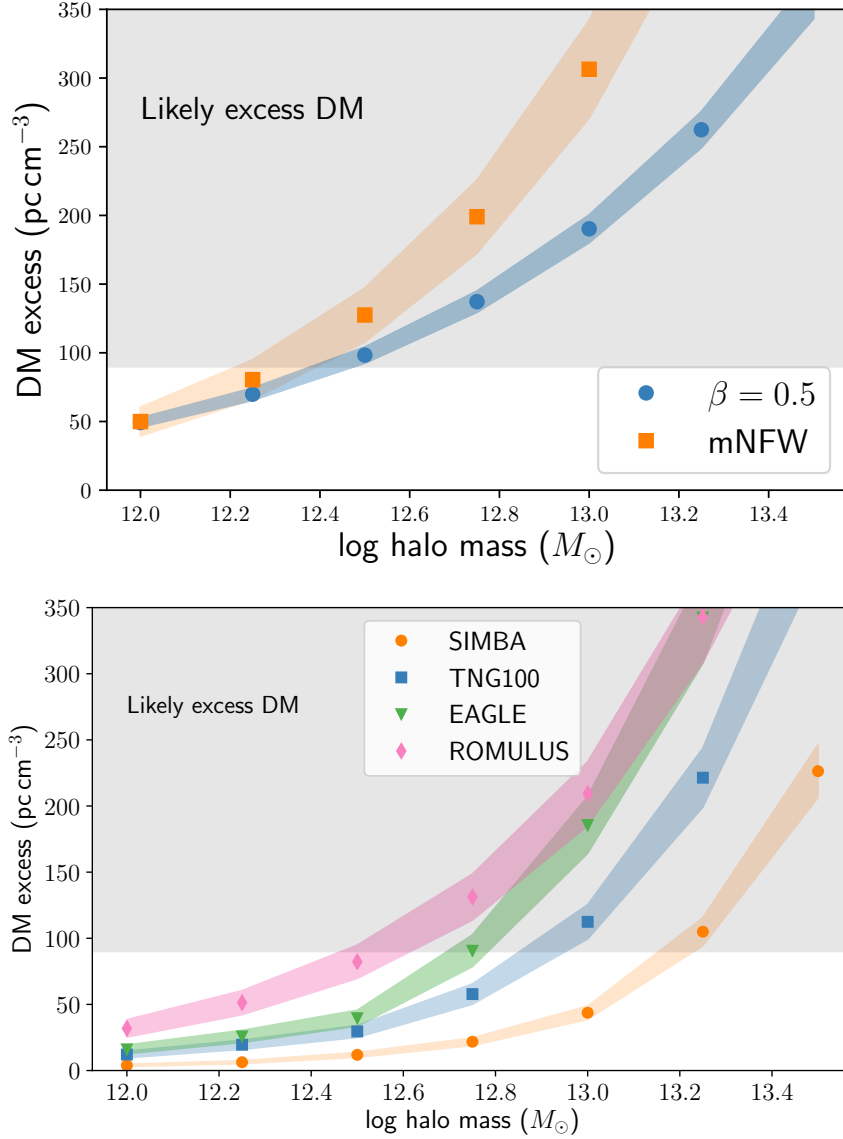 350
300
250
200
150
100
50
0
DM excess (pc cm⁻³)
Likely excess DM
β = 0.5
mNFW
12.0 12.2 12.4 12.6 12.8 13.0 13.2 13.4
log halo mass (M⊙)
350
300
250
200
150
100
50
0
DM excess (pc cm⁻³)
SIMBA
TNG100
EAGLE
ROMULUS
Likely excess DM
12.0 12.2 12.4 12.6 12.8 13.0 13.2 13.4
log halo mass (M⊙)